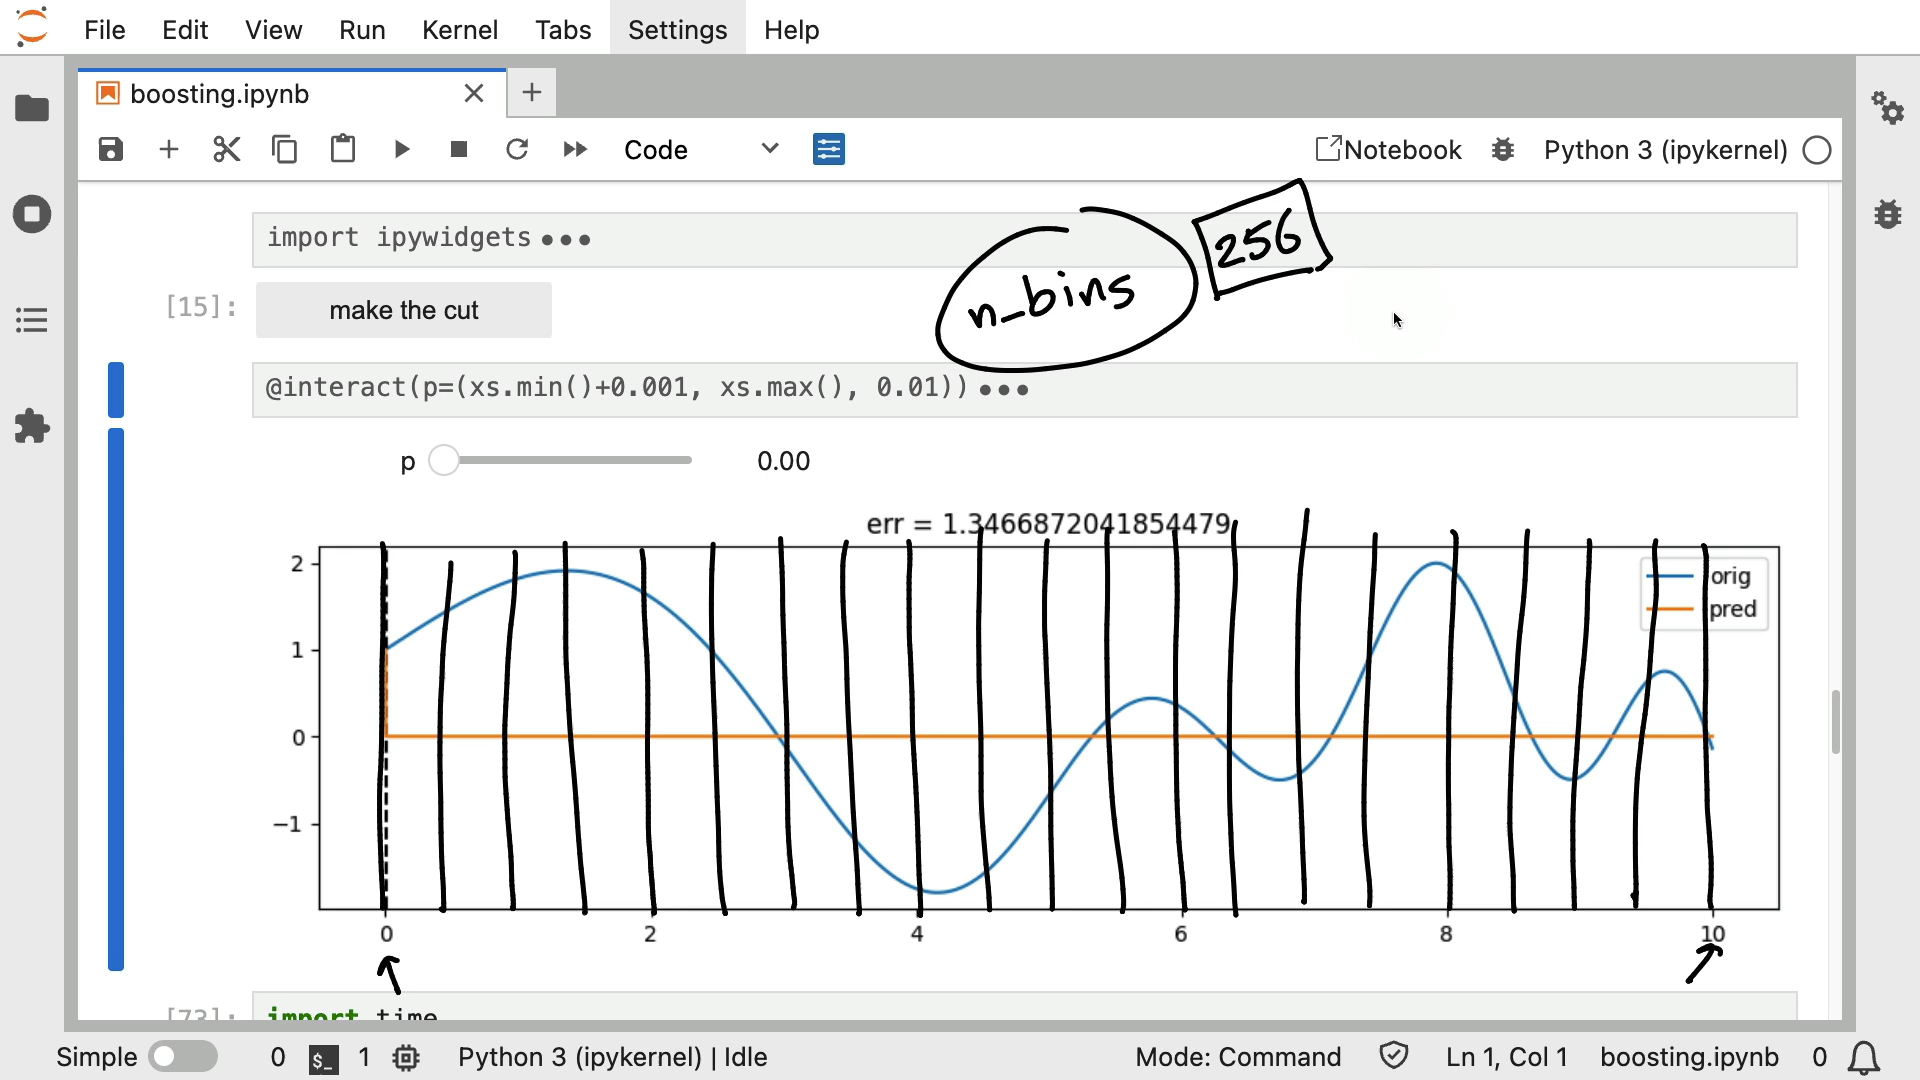 File Edit View Run Kernel Tabs Settings Help
boosting.ipynb
Code Notebook Python 3 (ipykernel)
import ipywidgets •••
256
n_bins
[15]: make the cut
@interact(p=(xs.min()+0.001, xs.max(), 0.01)) •••
p 0.00
err = 1.3466872041854479
2
1
0
−1
orig
pred
0 2 4 6 8 10
[73]: import time
Simple 0 $_ 1 Python 3 (ipykernel) | Idle Mode: Command Ln 1, Col 1 boosting.ipynb 0